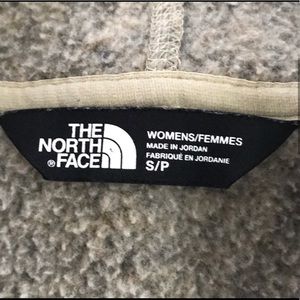 THE
NORTH
FACE
®
WOMENS/FEMMES
MADE IN JORDAN
FABRIQUÉ EN JORDANIE
S/P